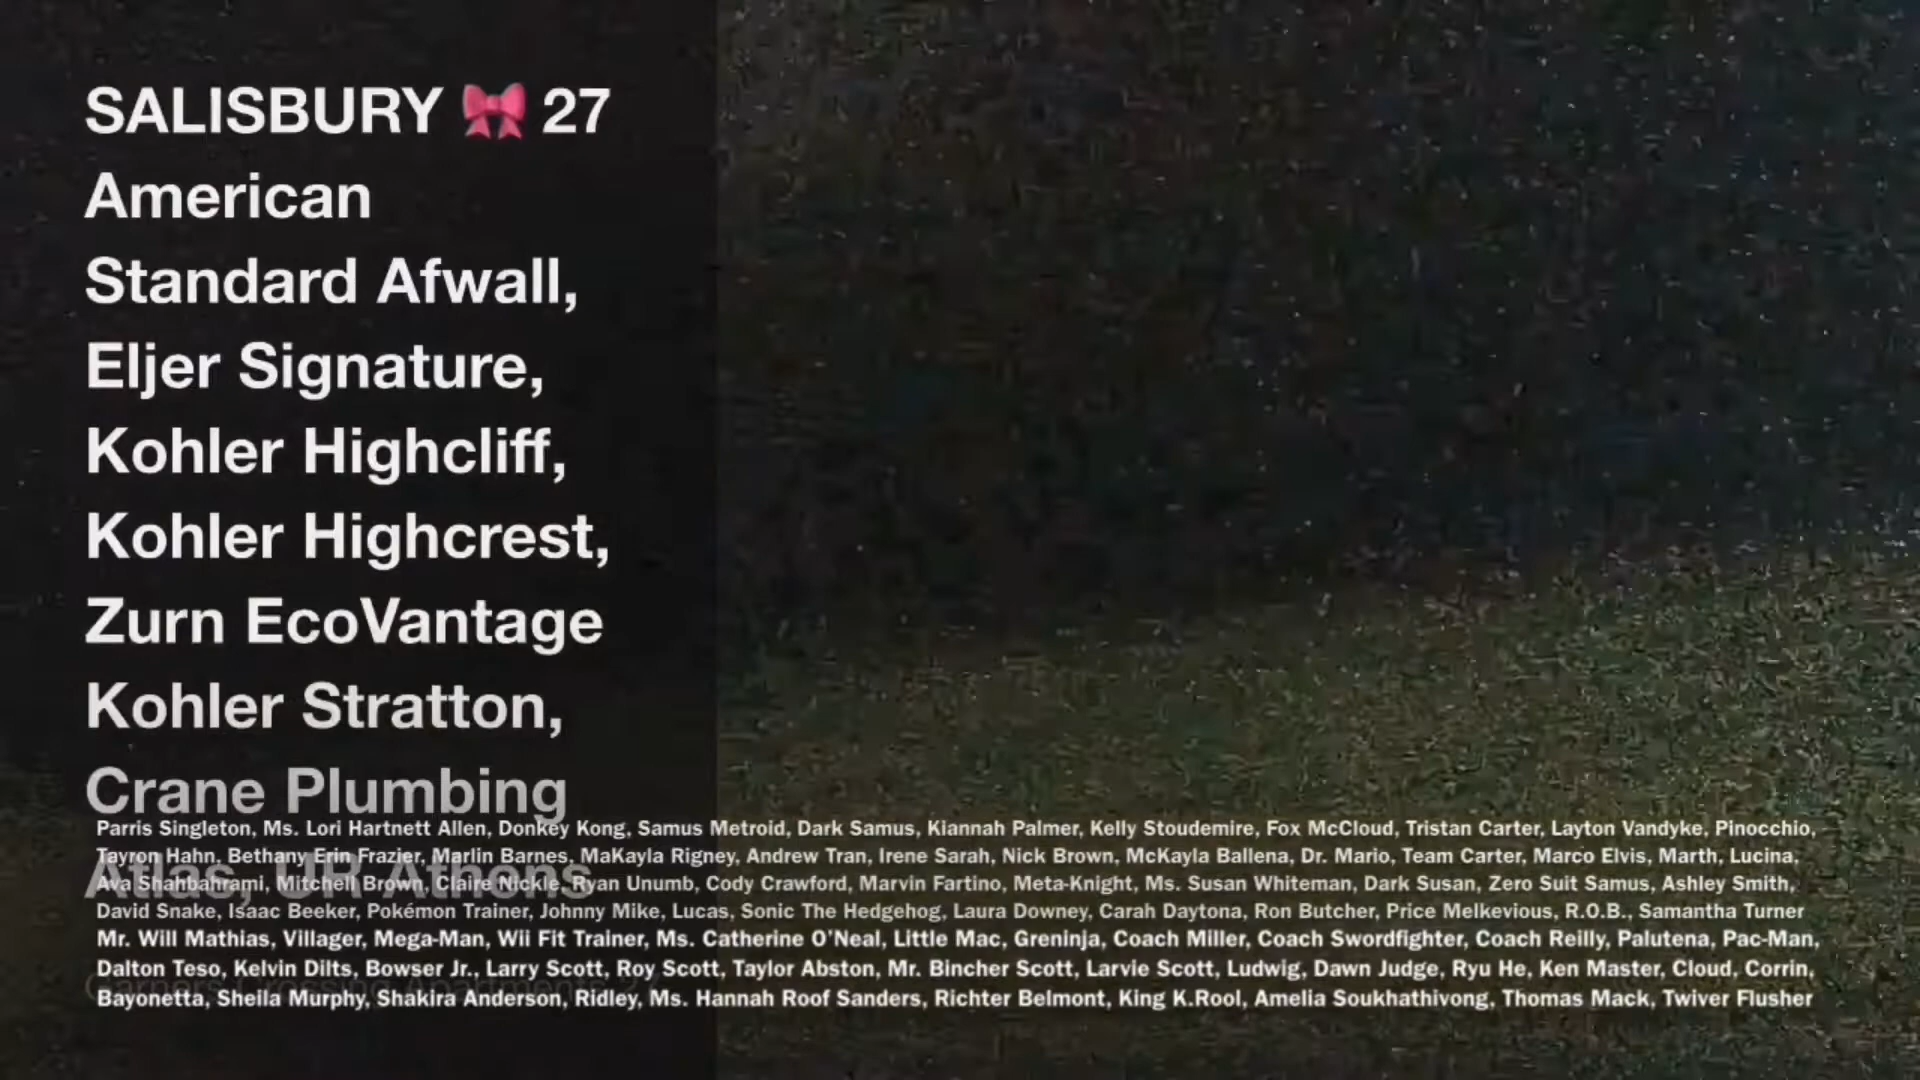 SALISBURY 🎀 27
American
Standard Afwall,
Eljer Signature,
Kohler Highcliff,
Kohler Highcrest,
Zurn EcoVantage
Kohler Stratton,
Crane Plumbing
Atlas, UR Athens
Garners Crossing Apartments 27
Parris Singleton, Ms. Lori Hartnett Allen, Donkey Kong, Samus Metroid, Dark Samus, Kiannah Palmer, Kelly Stoudemire, Fox McCloud, Tristan Carter, Layton Vandyke, Pinocchio,
Tayron Hahn, Bethany Erin Frazier, Marlin Barnes, MaKayla Rigney, Andrew Tran, Irene Sarah, Nick Brown, McKayla Ballena, Dr. Mario, Team Carter, Marco Elvis, Marth, Lucina,
Ava Shahbahrami, Mitchell Brown, Claire Nickle, Ryan Unumb, Cody Crawford, Marvin Fartino, Meta-Knight, Ms. Susan Whiteman, Dark Susan, Zero Suit Samus, Ashley Smith,
David Snake, Isaac Beeker, Pokémon Trainer, Johnny Mike, Lucas, Sonic The Hedgehog, Laura Downey, Carah Daytona, Ron Butcher, Price Melkevious, R.O.B., Samantha Turner
Mr. Will Mathias, Villager, Mega-Man, Wii Fit Trainer, Ms. Catherine O'Neal, Little Mac, Greninja, Coach Miller, Coach Swordfighter, Coach Reilly, Palutena, Pac-Man,
Dalton Teso, Kelvin Dilts, Bowser Jr., Larry Scott, Roy Scott, Taylor Abston, Mr. Bincher Scott, Larvie Scott, Ludwig, Dawn Judge, Ryu He, Ken Master, Cloud, Corrin,
Bayonetta, Sheila Murphy, Shakira Anderson, Ridley, Ms. Hannah Roof Sanders, Richter Belmont, King K.Rool, Amelia Soukhathivong, Thomas Mack, Twiver Flusher